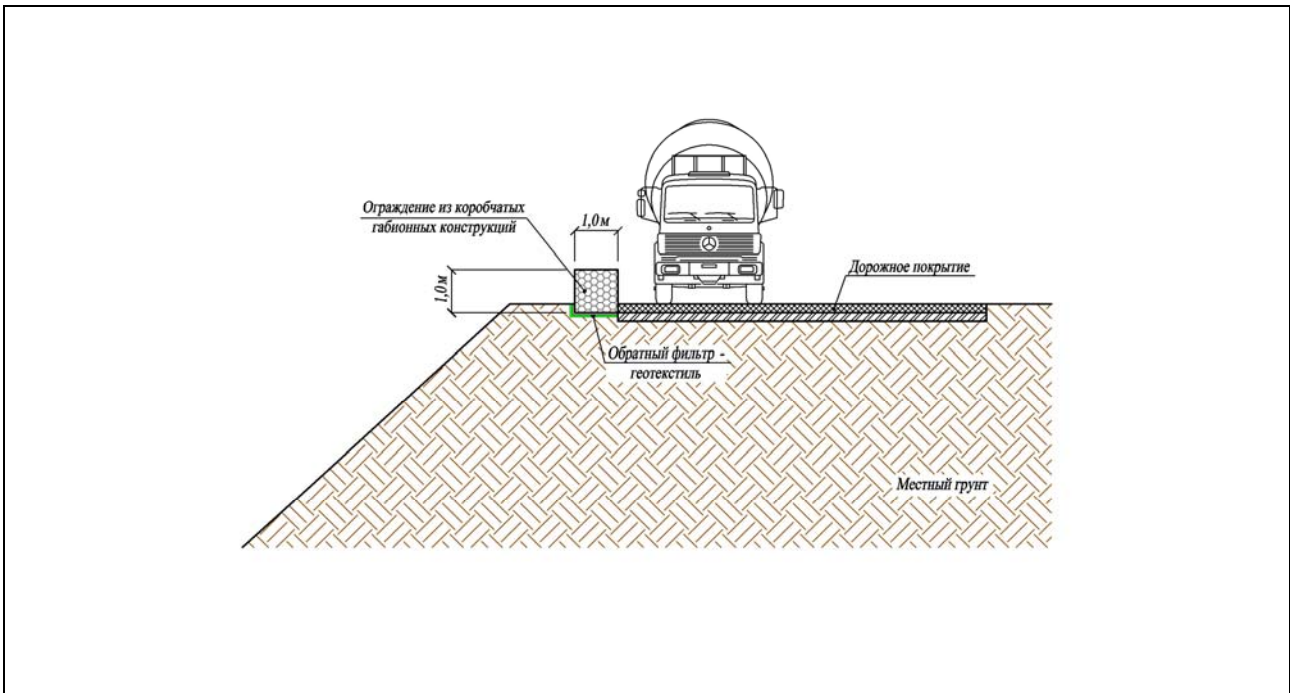 Ограждение из коробчатых
габионных конструкций
1,0м
1,0м
Дорожное покрытие
Обратный фильтр -
геотекстиль
Местный грунт